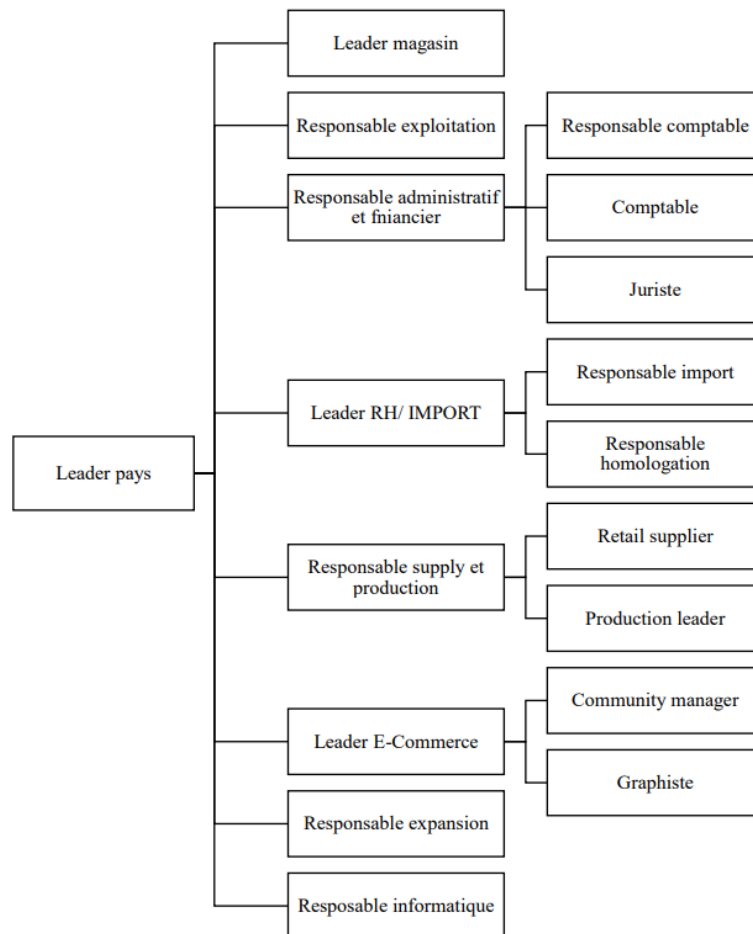 Leader magasin
Responsable exploitation
Responsable comptable
Responsable administratif
et fniancier
Comptable
Juriste
Responsable import
Leader RH/ IMPORT
Responsable
homologation
Leader pays
Retail supplier
Responsable supply et
production
Production leader
Community manager
Leader E-Commerce
Graphiste
Responsable expansion
Resposable informatique